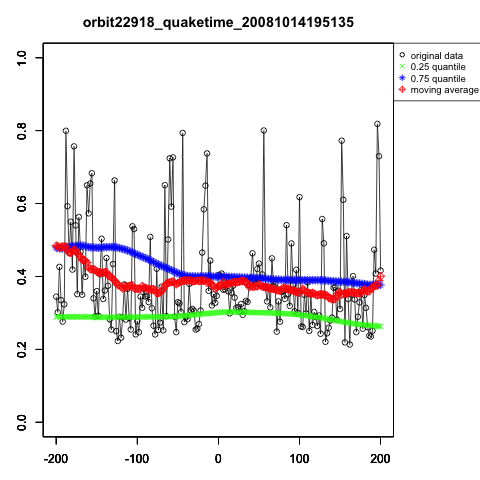 orbit22918_quaketime_20081014195135
original data
0.25 quantile
0.75 quantile
moving average
1.0
0.8
0.6
0.4
0.2
0.0
-200 -100 0 100 200